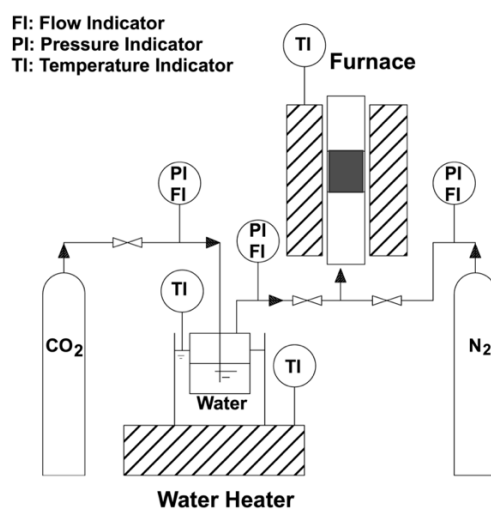 FI: Flow Indicator
PI: Pressure Indicator
TI: Temperature Indicator
TI
Furnace
PI
FI
PI
FI
PI
FI
TI
CO₂
TI
N₂
Water
Water Heater